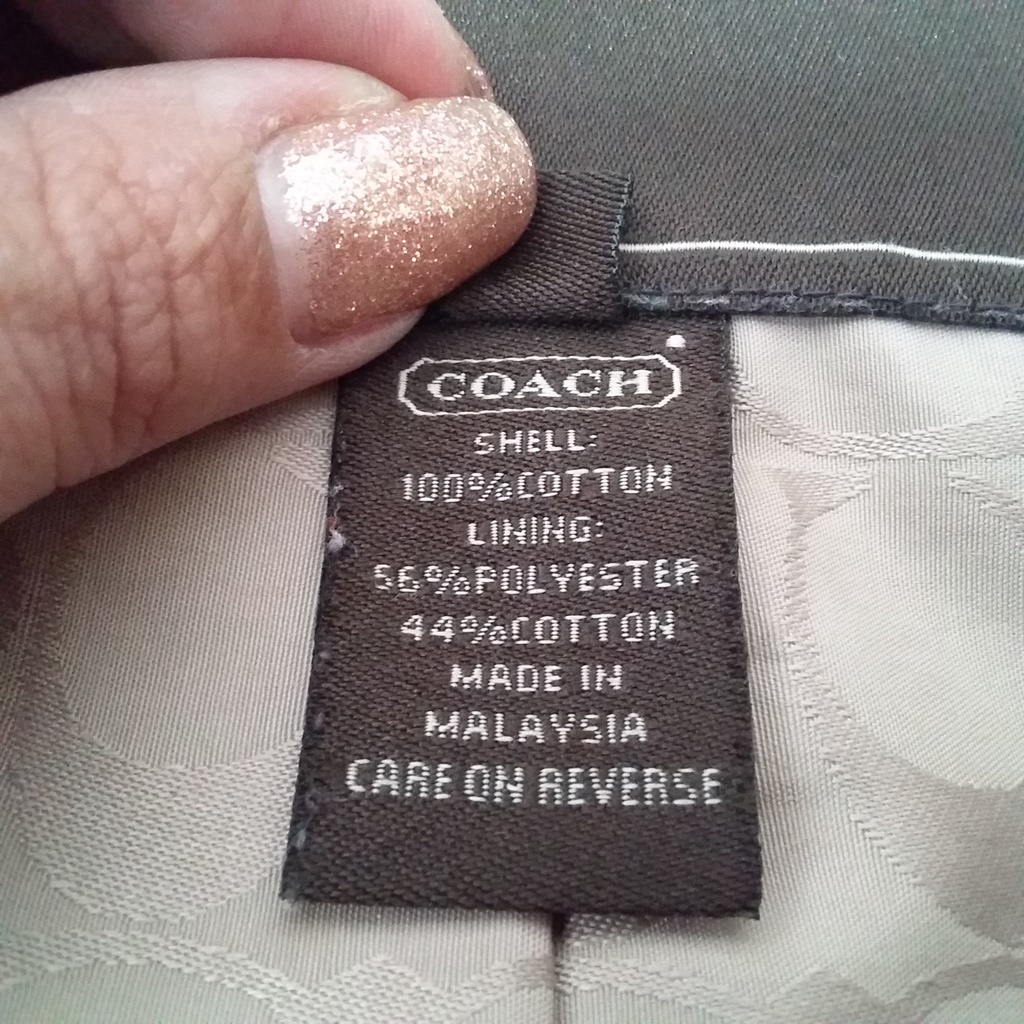 COACH
SHELL:
100%COTTON
LINING:
56%POLYESTER
44%COTTON
MADE IN
MALAYSIA
CARE ON REVERSE